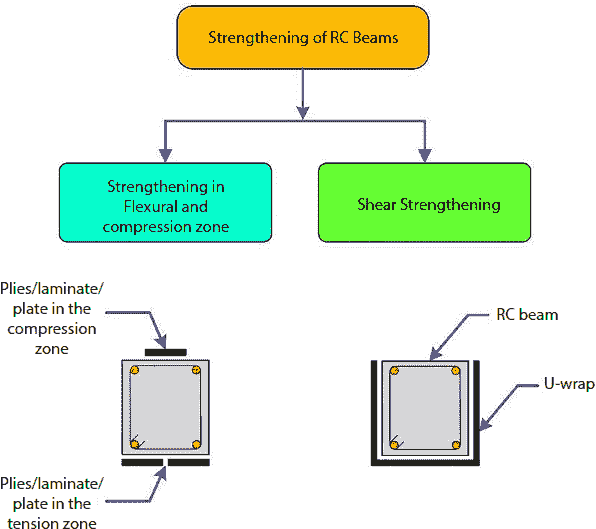 Strengthening of RC Beams
Strengthening in
Flexural and
compression zone
Shear Strengthening
Plies/laminate/
plate in the
compression
zone
RC beam
U-wrap
Plies/laminate/
plate in the
tension zone